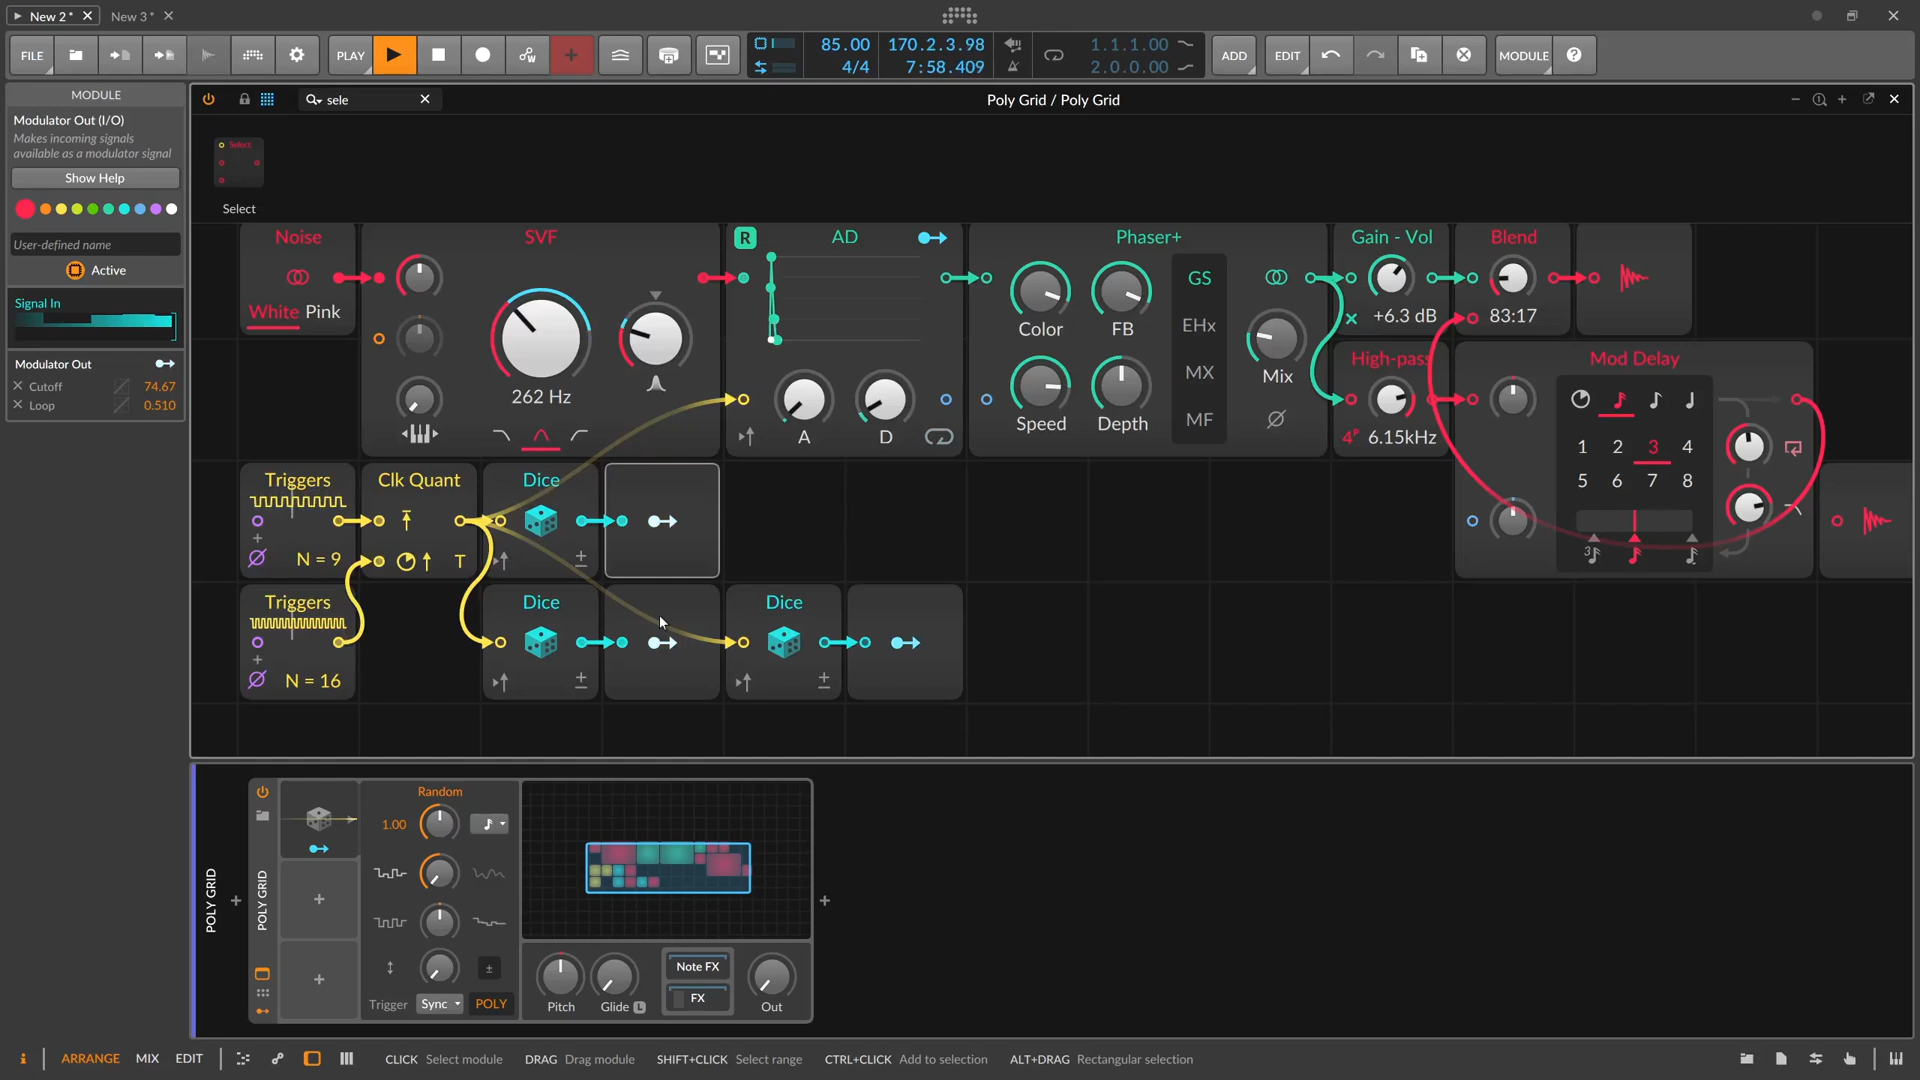 New 2*
New 3*
FILE
PLAY
85.00
4/4
170.2.3.98
7:58.409
1.1.1.00
2.0.0.00
ADD
EDIT
MODULE
MODULE
Modulator Out (I/O)
Makes incoming signals
available as a modulator signal
Show Help
User-defined name
Active
Signal In
Modulator Out
Cutoff 74.67
Loop 0.510
sele
Poly Grid / Poly Grid
Select
Select
Noise
White Pink
SVF
262 Hz
R
AD
A
D
Phaser+
Color
FB
Speed
Depth
GS
EHx
MX
MF
Mix
Gain - Vol
+6.3 dB
Blend
83:17
High-pass
4P 6.15kHz
Mod Delay
1 2 3 4
5 6 7 8
3
Triggers
N = 9
Clk Quant
T
Dice
Triggers
N = 16
Dice
Dice
POLY GRID
POLY GRID
Random
1.00
Trigger
Sync
POLY
Pitch
Glide
L
Note FX
FX
Out
i
ARRANGE
MIX
EDIT
CLICK Select module
DRAG Drag module
SHIFT+CLICK Select range
CTRL+CLICK Add to selection
ALT+DRAG Rectangular selection